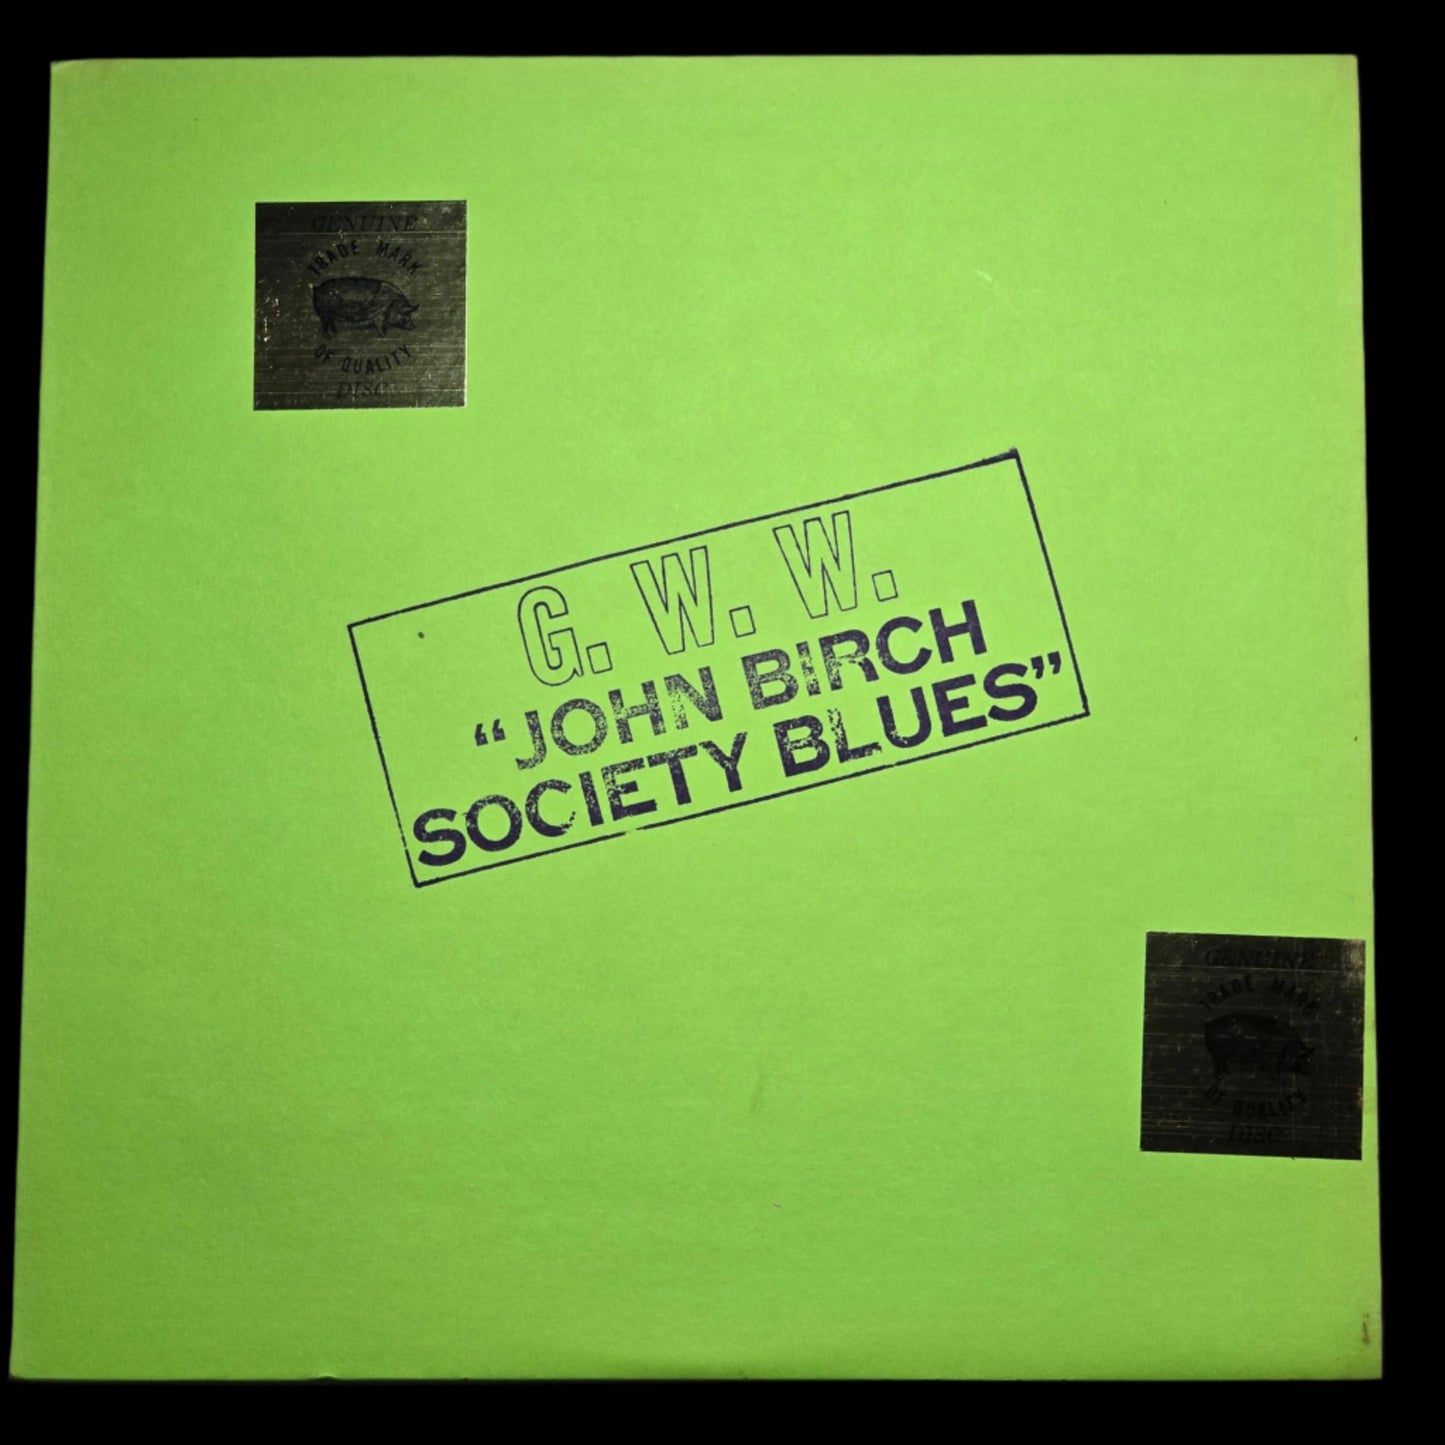 GENUINE
TRADE MARK
OF QUALITY
DISC
G. W. W.
“JOHN BIRCH
SOCIETY BLUES”
GENUINE
TRADE MARK
OF QUALITY
DISC